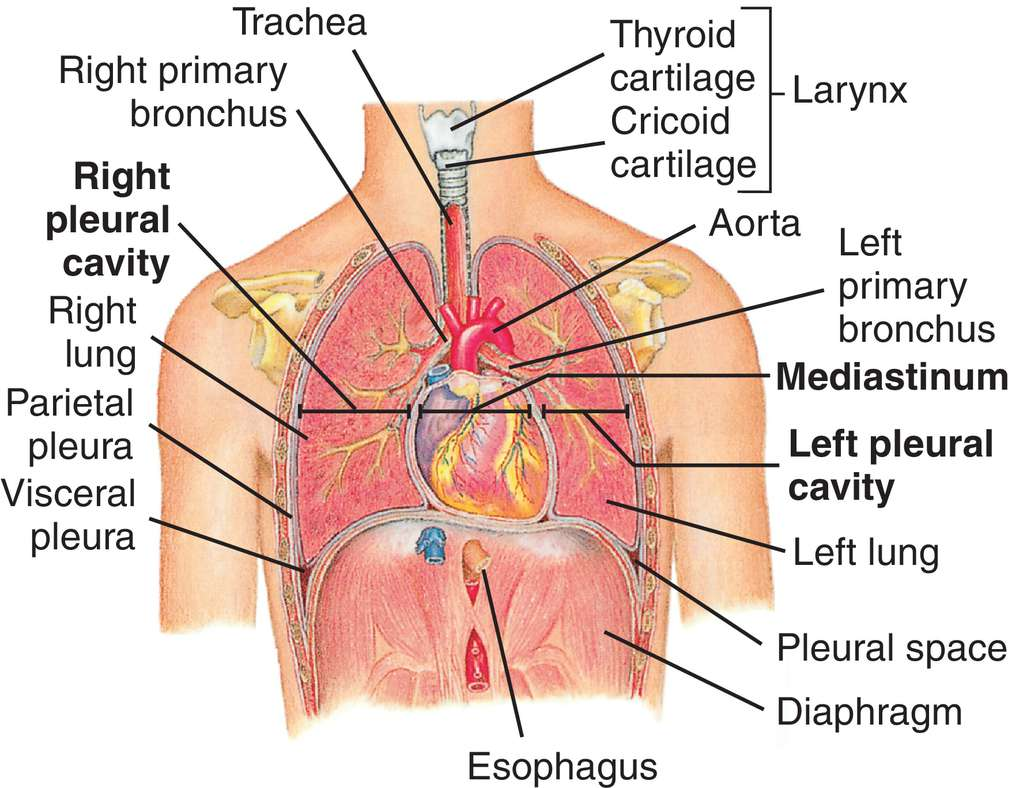 Trachea
Right primary
bronchus
Right
pleural
cavity
Right
lung
Parietal
pleura
Visceral
pleura
Thyroid
cartilage
Cricoid
cartilage
Larynx
Aorta
Left
primary
bronchus
Mediastinum
Left pleural
cavity
Left lung
Pleural space
Diaphragm
Esophagus